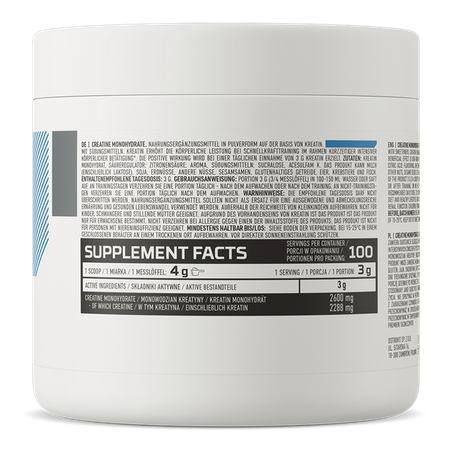 DE | CREATINE MONOHYDRATE. NAHRUNGSERGÄNZUNGSMITTEL IN PULVERFORM AUF DER BASIS VON KREATIN
MIT SÜSSUNGSMITTELN. KREATIN ERHÖHT DIE KÖRPERLICHE LEISTUNG BEI SCHNELLKRAFTTRAINING IM RAHMEN KURZZEITIGER INTENSIVER
KÖRPERLICHER BETÄTIGUNG*. DIE POSITIVE WIRKUNG WIRD BEI EINER TÄGLICHEN EINNAHME VON 3 G KREATIN ERZIELT. ZUTATEN: KREATIN
MONOHYDRAT, SÄUREREGULATOR: ZITRONENSÄURE; AROMA, SÜSSUNGSMITTEL: SUCRALOSE, ACESULFAM K. DAS PRODUKT KANN MILCH
(EINSCHLIESSLICH LAKTOSE), SOJA, ERDNÜSSE, ANDERE NÜSSE, SESAMSAMEN, GLUTENHALTIGES GETREIDE, EIER, KREBSTIERE UND FISCH
ENTHALTEN. EMPFOHLENE TAGESDOSIS: 3 G. GEBRAUCHSANWEISUNG: PORTION 3 G (3/4 MESSLÖFFEL) IN 100-150 ML WASSER ODER SAFT
AN TRAININGSTAGEN VERZEHREN SIE EINE PORTION TÄGLICH - NACH DEM AUFWACHEN ODER NACH DEM TRAINING, AN NICHT-TRAININGS-
TAGEN VERZEHREN SIE EINE PORTION TÄGLICH - NACH DEM AUFWACHEN. WARNHINWEISE: DIE EMPFOHLENE TAGESDOSIS DARF NICHT
ÜBERSCHRITTEN WERDEN. NAHRUNGSERGÄNZUNGSMITTEL SOLLTEN NICHT ALS ERSATZ FÜR EINE AUSGEWOGENE UND ABWECHSLUNGSREICHE
ERNÄHRUNG UND GESUNDEN LEBENSWEISE VERWENDET WERDEN. AUSSERHALB DER REICHWEITE VON KLEINKINDERN AUFBEWAHREN. NICHT FÜR
KINDER, SCHWANGERE UND STILLENDE MÜTTER GEEIGNET. AUFGRUND DES VORHANDENSEINS VON KREATIN IST DAS PRODUKT IST DAS PRODUKT
NUR FÜR ERWACHSENE BESTIMMT. NICHT VERZEHREN BEI ALLERGIE GEGEN EINEN DER INHALTSSTOFFE DES PRODUKTS. DAS PRODUKT IST NICHT
FÜR PERSONEN MIT NIERENINSUFFIZIENZ GEEIGNET. MINDESTENS HALTBAR BIS/LOS: SIEHE BODEN DER VERPACKUNG. BEI 15-25°C IN EINEM
GESCHLOSSENEN BEHÄLTER AN EINEM TROCKENEN ORT AUFBEWAHREN. VOR DIREKTER SONNENEINSTRAHLUNG SCHÜTZEN.
SUPPLEMENT FACTS
SERVINGS PER CONTAINER /
PORCJI W OPAKOWANIU /
PORTIONEN PRO PACKUNG:
100
1 SCOOP / 1 MIARKA / 1 MESSLÖFFEL: 4 g
1 SERVING / 1 PORCJA / 1 PORTION 3 g
ACTIVE INGREDIENTS / SKŁADNIKI AKTYWNE / AKTIVE BESTANDTEILE 3 g
CREATINE MONOHYDRATE / MONOWODZIAN KREATYNY / KREATIN MONOHYDRAT 2600 mg
- OF WHICH CREATINE / W TYM KREATYNA / EINSCHLIEßLICH KREATIN 2288 mg